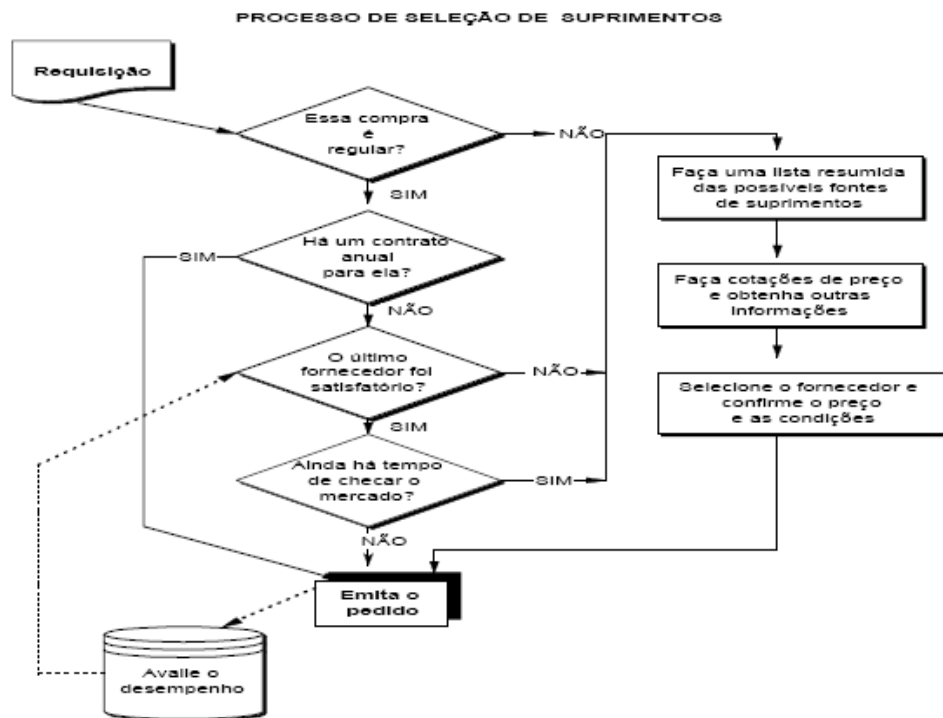 PROCESSO DE SELEÇÃO DE SUPRIMENTOS
Requisição
Essa compra
é
regular?
NÃO
SIM
Faça uma lista resumida
das possíveis fontes
de suprimentos
Há um contrato
anual
para ela?
SIM
NÃO
Faça cotações de preço
e obtenha outras
informações
O último
fornecedor foi
satisfatório?
NÃO
SIM
Selecione o fornecedor e
confirme o preço
e as condições
Ainda há tempo
de checar o
mercado?
SIM
NÃO
Emita o
pedido
Avalie o
desempenho